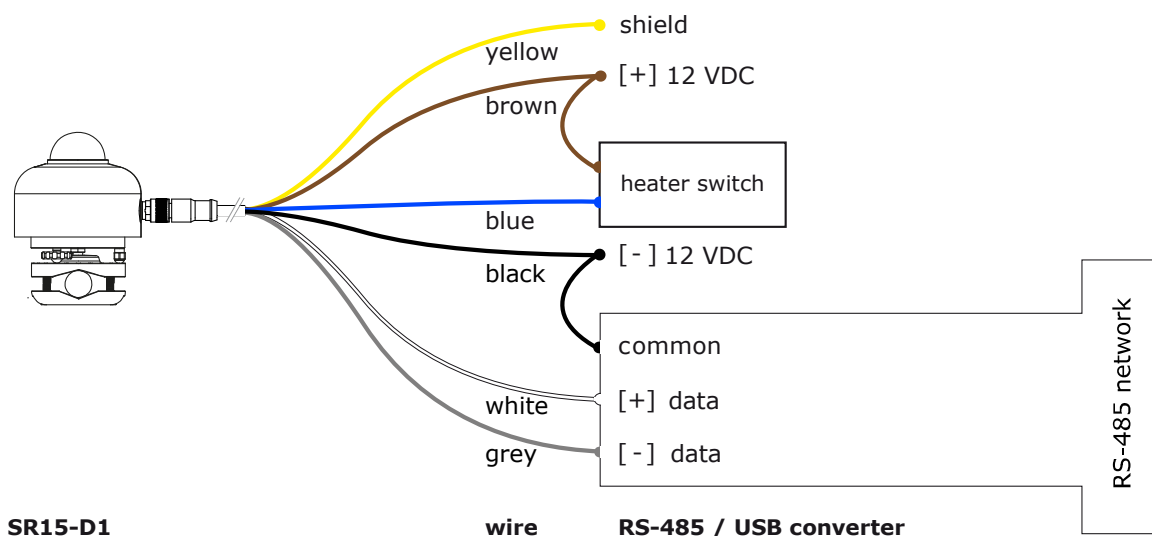 shield
yellow
[+] 12 VDC
brown
heater switch
blue
[-] 12 VDC
black
common
white
[+] data
grey
[-] data
RS-485 network
SR15-D1 wire RS-485 / USB converter